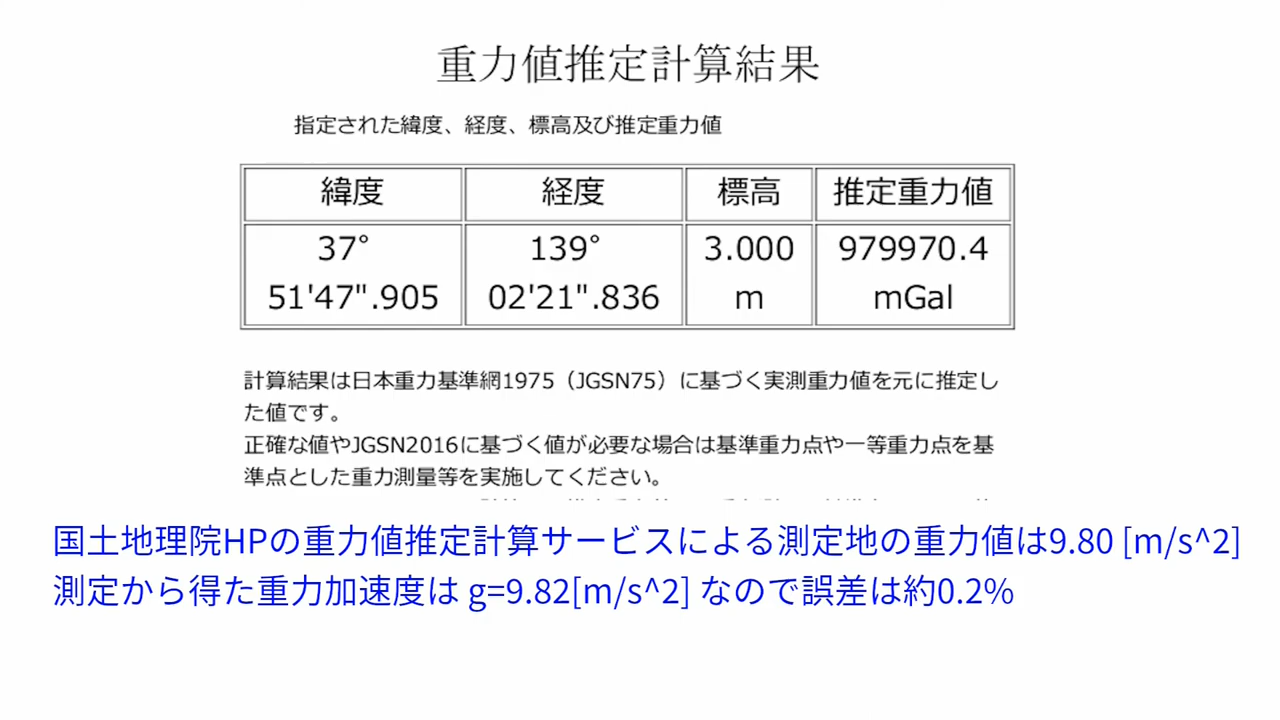 重力値推定計算結果
指定された緯度、経度、標高及び推定重力値
緯度 経度 標高 推定重力値
37° 139° 3.000 979970.4
51'47".905 02'21".836 m mGal
計算結果は日本重力基準網1975（JGSN75）に基づく実測重力値を元に推定し
た値です。
正確な値やJGSN2016に基づく値が必要な場合は基準重力点や一等重力点を基
準点とした重力測量等を実施してください。
国土地理院HPの重力値推定計算サービスによる測定地の重力値は9.80 [m/s^2]
測定から得た重力加速度は g=9.82[m/s^2] なので誤差は約0.2%